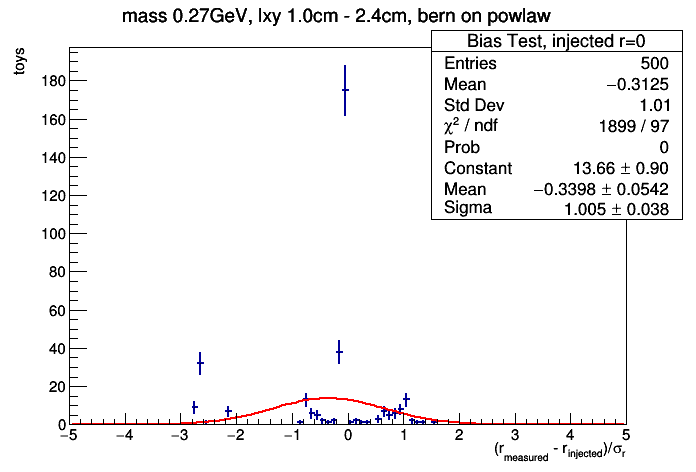 mass 0.27GeV, lxy 1.0cm - 2.4cm, bern on powlaw
Bias Test, injected r=0
Entries 500
Mean −0.3125
Std Dev 1.01
χ² / ndf 1899 / 97
Prob 0
Constant 13.66 ± 0.90
Mean −0.3398 ± 0.0542
Sigma 1.005 ± 0.038
toys
180
160
140
120
100
80
60
40
20
0
−5 −4 −3 −2 −1 0 1 2 3 4 5
(r_measured - r_injected)/σ_r